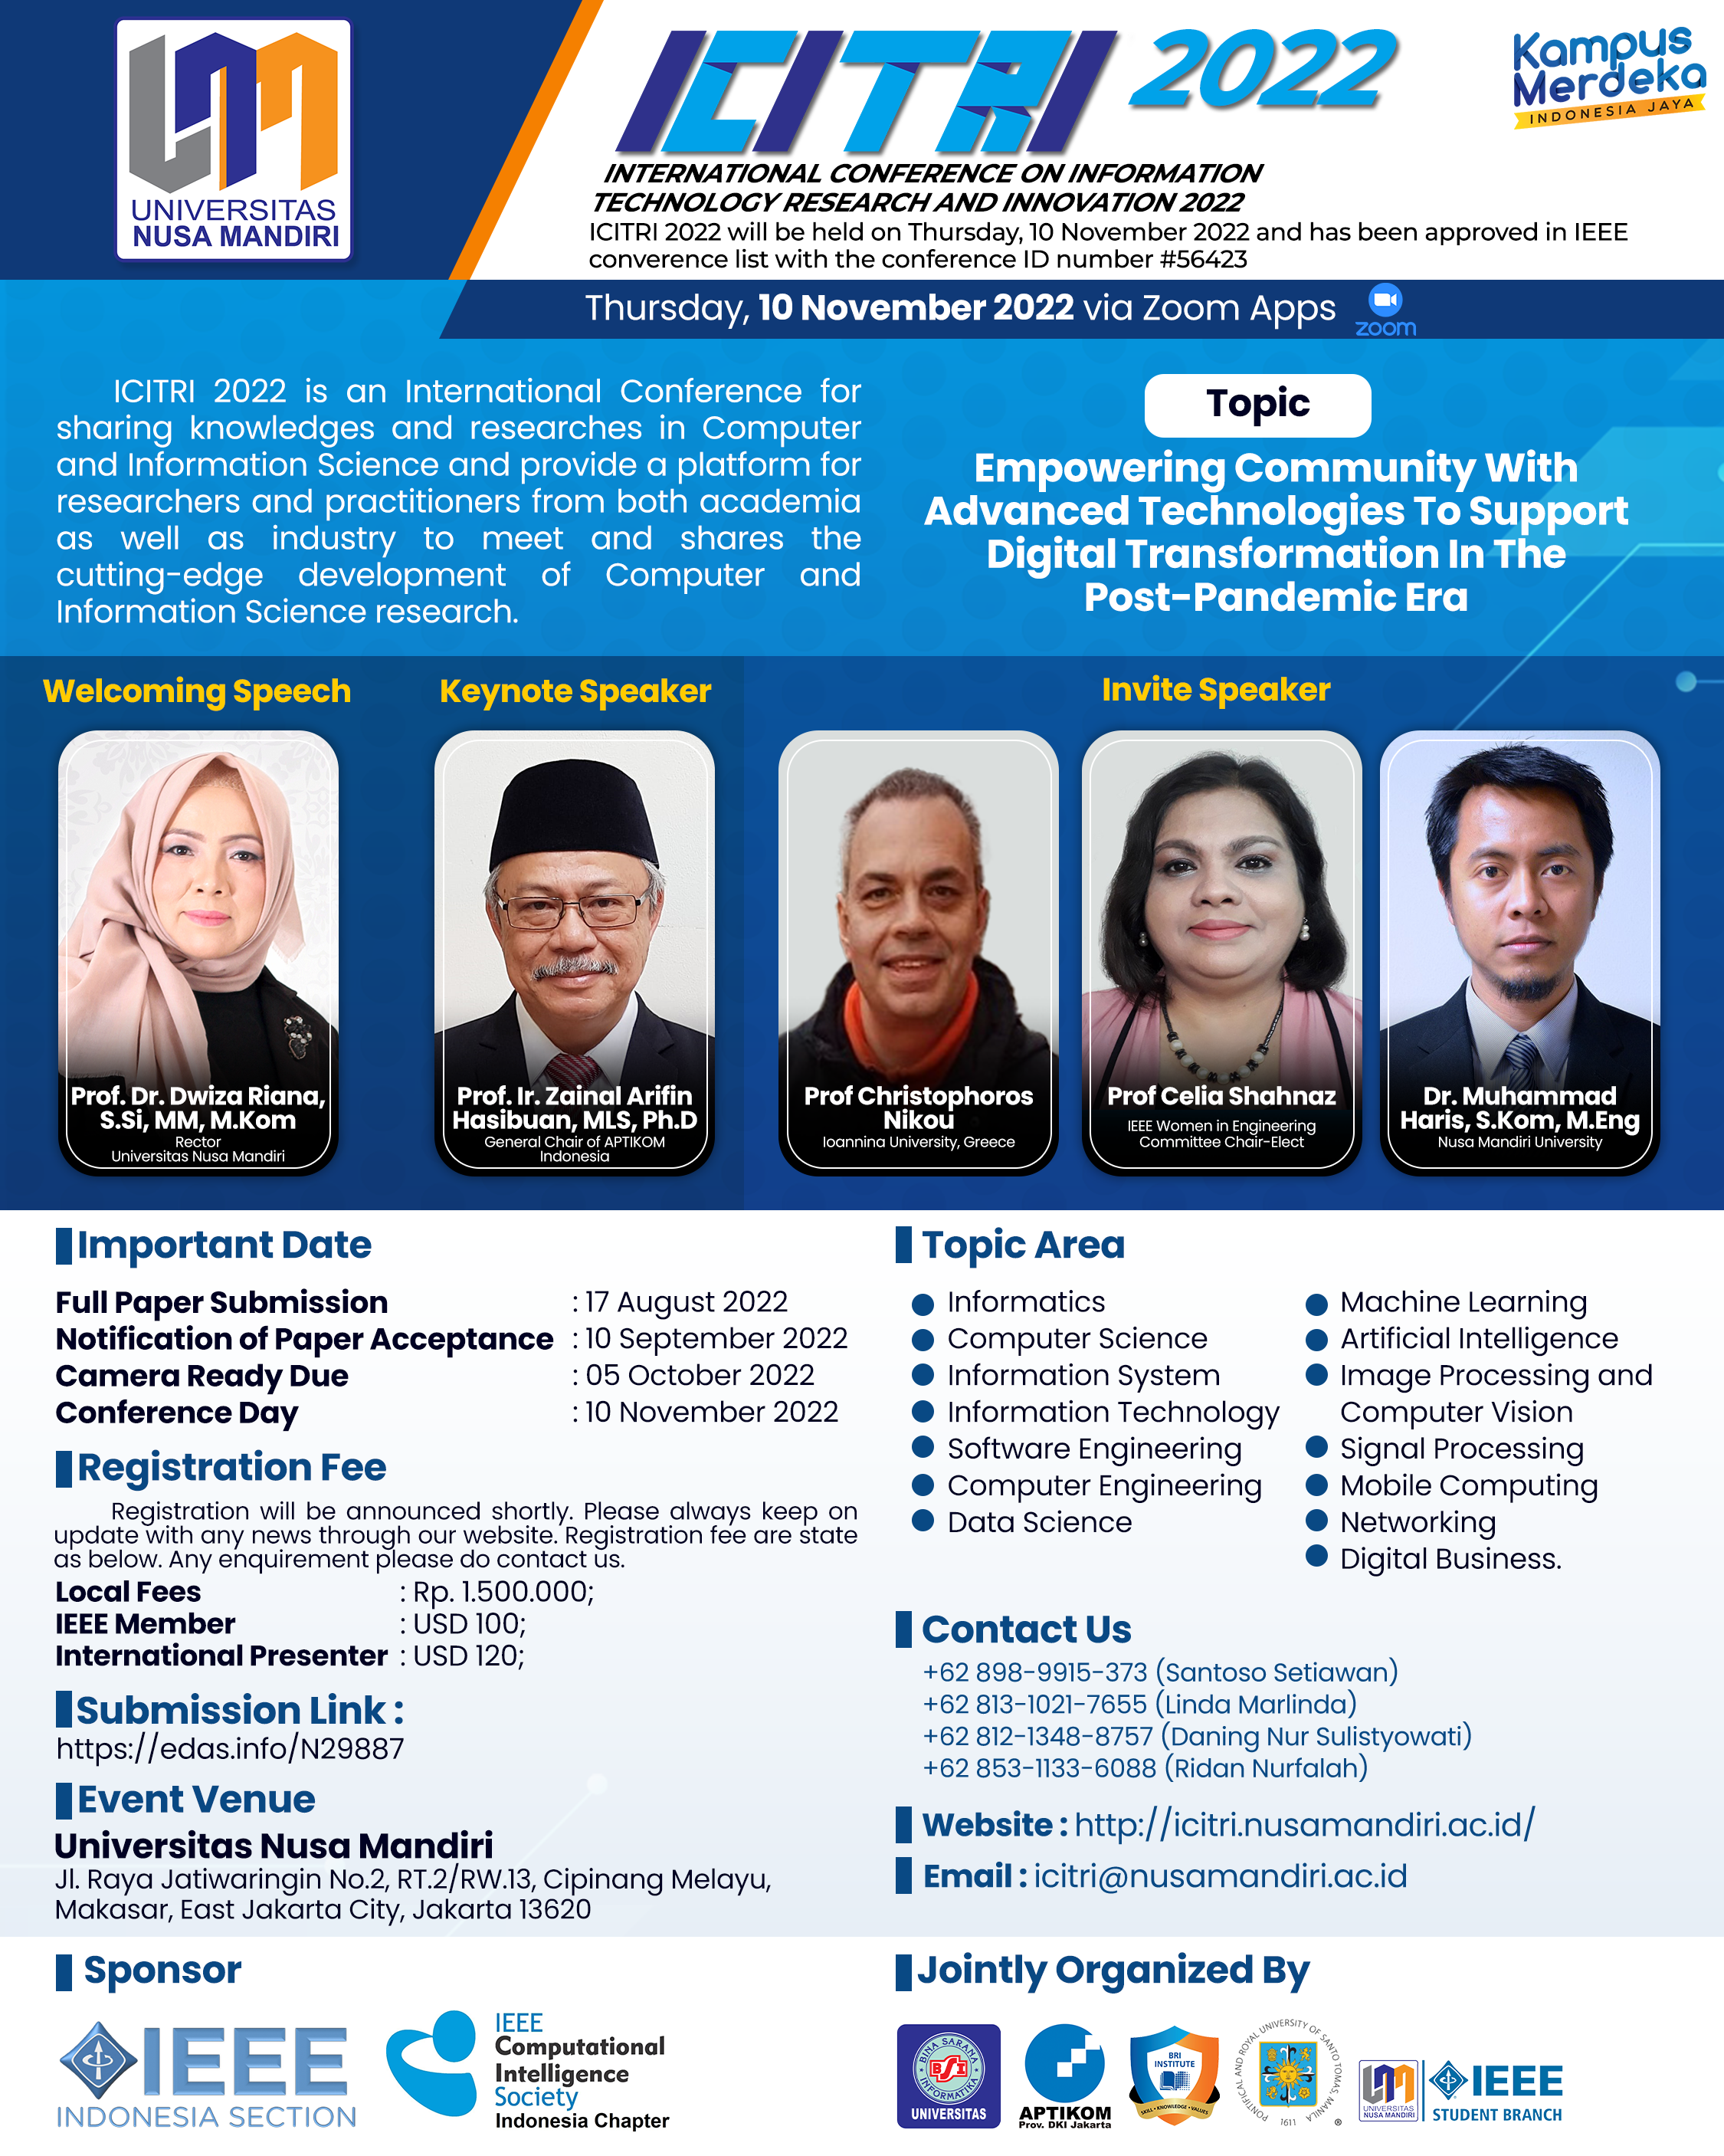 UNIVERSITAS
NUSA MANDIRI
ICITRI 2022
Kampus
Merdeka
INDONESIA JAYA
INTERNATIONAL CONFERENCE ON INFORMATION
TECHNOLOGY RESEARCH AND INNOVATION 2022
ICITRI 2022 will be held on Thursday, 10 November 2022 and has been approved in IEEE
converence list with the conference ID number #56423
Thursday, 10 November 2022 via Zoom Apps
zoom
ICITRI 2022 is an International Conference for
sharing knowledges and researches in Computer
and Information Science and provide a platform for
researchers and practitioners from both academia
as well as industry to meet and shares the
cutting-edge development of Computer and
Information Science research.
Topic
Empowering Community With
Advanced Technologies To Support
Digital Transformation In The
Post-Pandemic Era
Welcoming Speech
Prof. Dr. Dwiza Riana,
S.Si, MM, M.Kom
Rector
Universitas Nusa Mandiri
Keynote Speaker
Prof. Ir. Zainal Arifin
Hasibuan, MLS, Ph.D
General Chair of APTIKOM
Indonesia
Invite Speaker
Prof Christophoros
Nikou
Ioannina University, Greece
Prof Celia Shahnaz
IEEE Women in Engineering
Committee Chair-Elect
Dr. Muhammad
Haris, S.Kom, M.Eng
Nusa Mandiri University
Important Date
Full Paper Submission : 17 August 2022
Notification of Paper Acceptance : 10 September 2022
Camera Ready Due : 05 October 2022
Conference Day : 10 November 2022
Registration Fee
Registration will be announced shortly. Please always keep on
update with any news through our website. Registration fee are state
as below. Any enquirement please do contact us.
Local Fees : Rp. 1.500.000;
IEEE Member : USD 100;
International Presenter : USD 120;
Submission Link :
https://edas.info/N29887
Event Venue
Universitas Nusa Mandiri
Jl. Raya Jatiwaringin No.2, RT.2/RW.13, Cipinang Melayu,
Makasar, East Jakarta City, Jakarta 13620
Topic Area
Informatics
Computer Science
Information System
Information Technology
Software Engineering
Computer Engineering
Data Science
Machine Learning
Artificial Intelligence
Image Processing and
Computer Vision
Signal Processing
Mobile Computing
Networking
Digital Business.
Contact Us
+62 898-9915-373 (Santoso Setiawan)
+62 813-1021-7655 (Linda Marlinda)
+62 812-1348-8757 (Daning Nur Sulistyowati)
+62 853-1133-6088 (Ridan Nurfalah)
Website : http://icitri.nusamandiri.ac.id/
Email : icitri@nusamandiri.ac.id
Sponsor
IEEE
INDONESIA SECTION
IEEE
Computational
Intelligence
Society
Indonesia Chapter
Jointly Organized By
BINA SARANA
INFORMATIKA
BSI
UNIVERSITAS
APTIKOM
Prov. DKI Jakarta
BRI
INSTITUTE
SKILL • KNOWLEDGE • VALUES
PONTIFICAL AND ROYAL UNIVERSITY OF SANTO TOMAS, MANILA
1611
®
UNIVERSITAS
NUSA MANDIRI
IEEE
STUDENT BRANCH